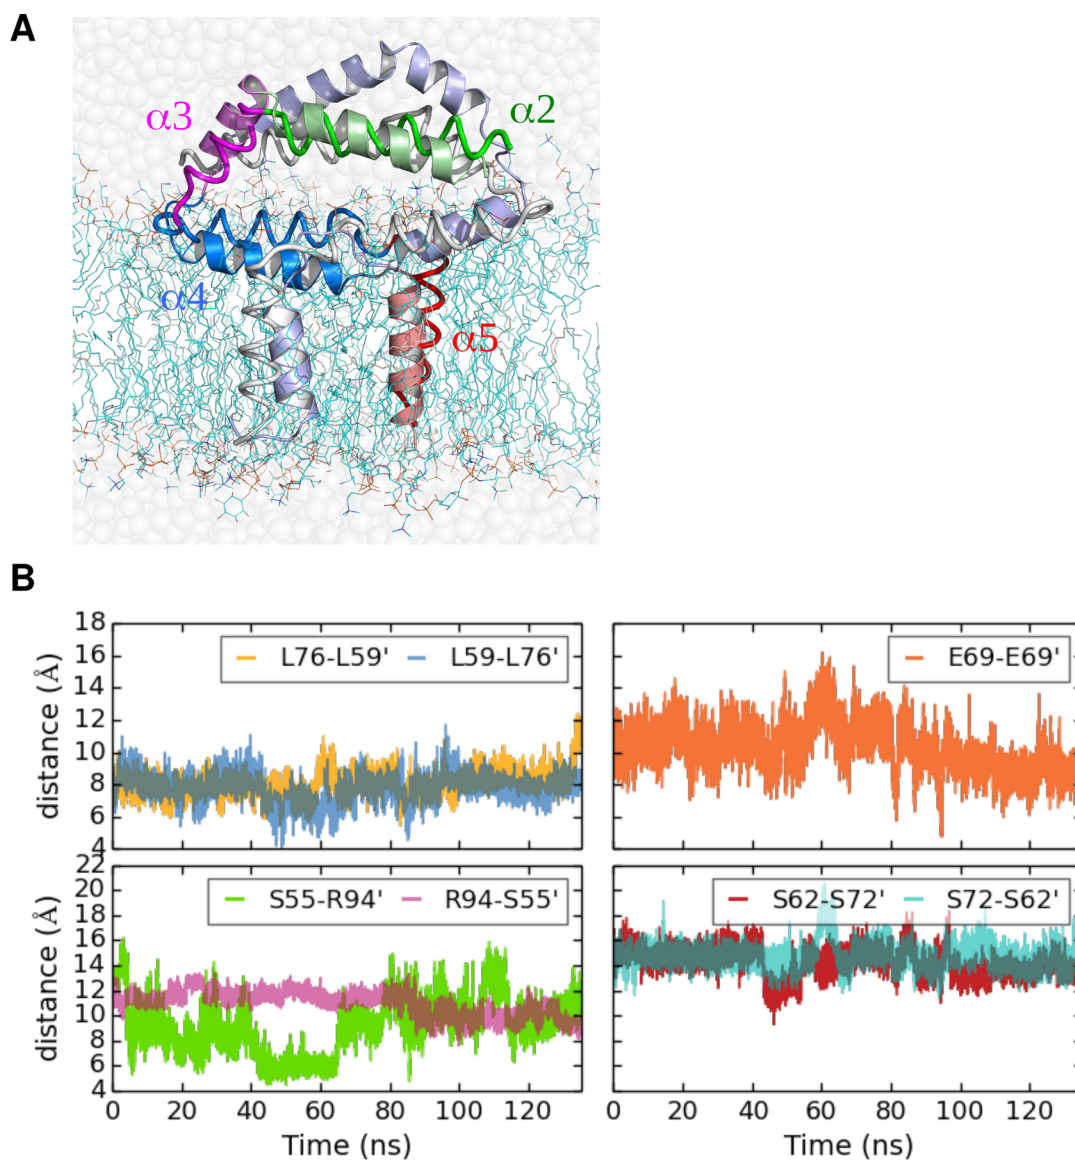 A
α3
α2
α4
α5
B
18
16
14
12
10
8
6
4
distance (Å)
L76-L59' L59-L76'
E69-E69'
22
20
18
16
14
12
10
8
6
4
distance (Å)
S55-R94' R94-S55'
S62-S72' S72-S62'
0 20 40 60 80 100 120
0 20 40 60 80 100 120
Time (ns)
Time (ns)